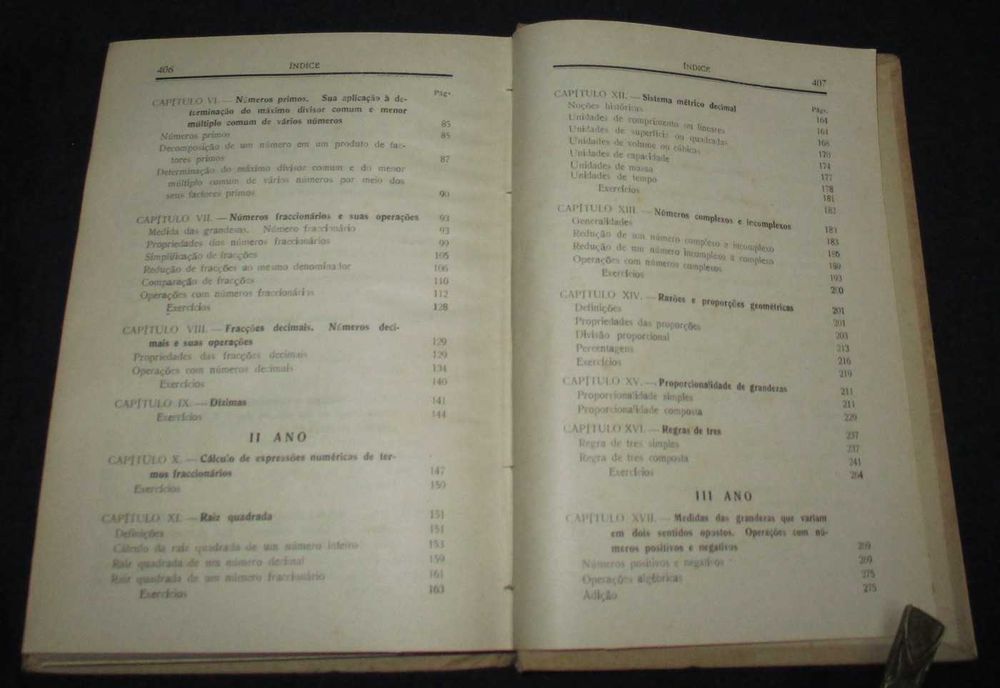 406
ÍNDICE
Pág.
CAPÍTULO VI. — Números primos. Sua aplicação à de-
terminação do máximo divisor comum e menor
múltiplo comum de vários números 85
Números primos 85
Decomposição de um número em um produto de fac-
tores primos 87
Determinação do máximo divisor comum e do menor
múltiplo comum de vários números por meio dos
seus factores primos 90
CAPÍTULO VII. — Números fraccionários e suas operações 93
Medida das grandezas. Número fraccionário 93
Propriedades dos números fraccionários 99
Simplificação de fracções 105
Redução de fracções ao mesmo denominador 106
Comparação de fracções 110
Operações com números fraccionários 112
Exercícios 128
CAPÍTULO VIII. — Fracções decimais. Números deci-
mais e suas operações 129
Propriedades das fracções decimais 129
Operações com números decimais 134
Exercícios 140
CAPÍTULO IX. — Dízimas 141
Exercícios 144
II ANO
CAPÍTULO X. — Cálculo de expressões numéricas de ter-
mos fraccionários 147
Exercícios 150
CAPÍTULO XI. — Raiz quadrada 151
Definições 151
Cálculo da raiz quadrada de um número inteiro 153
Raiz quadrada de um número decimal 159
Raiz quadrada de um número fraccionário 161
Exercícios 163
ÍNDICE
407
Pág.
CAPÍTULO XII. — Sistema métrico decimal 164
Noções históricas 164
Unidades de comprimento ou lineares 168
Unidades de superfície ou quadradas 170
Unidades de volume ou cúbicas 174
Unidades de capacidade 177
Unidades de massa 178
Unidades de tempo 181
Exercícios 182
CAPÍTULO XIII. — Números complexos e incomplexos 183
Generalidades 183
Redução de um número complexo a incomplexo 186
Redução de um número incomplexo a complexo 189
Operações com números complexos 193
Exercícios 200
CAPÍTULO XIV. — Razões e proporções geométricas 201
Definições 201
Propriedades das proporções 203
Divisão proporcional 213
Percentagens 216
Exercícios 219
CAPÍTULO XV. — Proporcionalidade de grandezas 211
Proporcionalidade simples 211
Proporcionalidade composta 229
CAPÍTULO XVI. — Regras de três 237
Regra de três simples 237
Regra de três composta 241
Exercícios 264
III ANO
CAPÍTULO XVII. — Medidas das grandezas que variam
em dois sentidos opostos. Operações com nú-
meros positivos e negativos 269
Números positivos e negativos 269
Operações algébricas 275
Adição 275